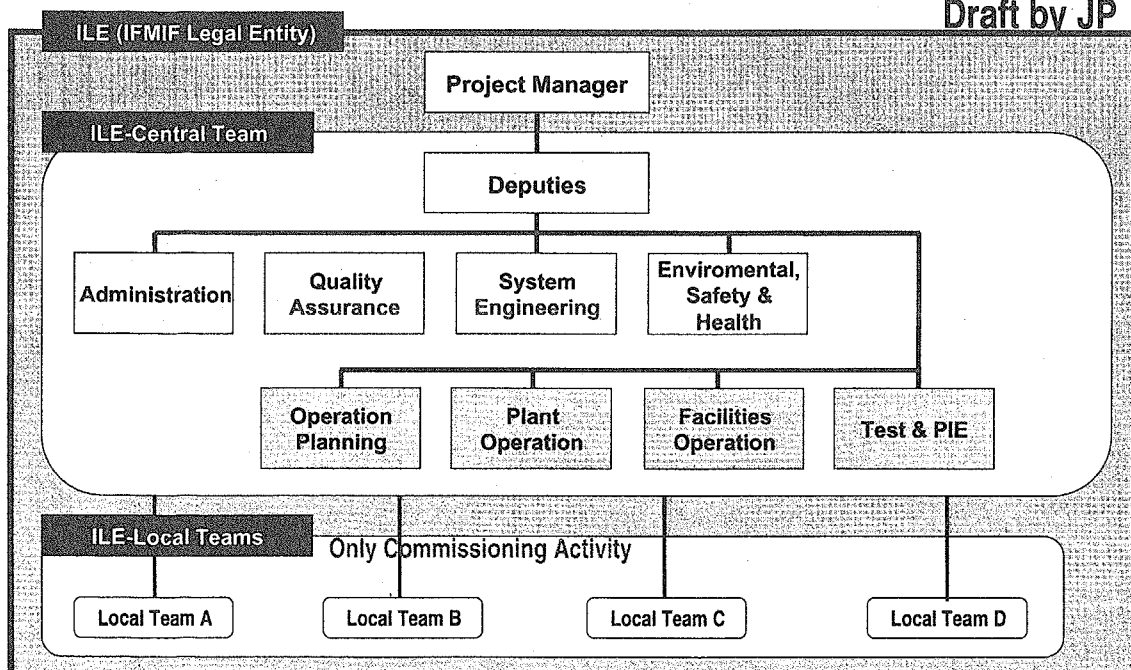 Draft by JP
ILE (IFMIF Legal Entity)
Project Manager
ILE-Central Team
Deputies
Administration
Quality
Assurance
System
Engineering
Enviromental,
Safety &
Health
Operation
Planning
Plant
Operation
Facilities
Operation
Test & PIE
ILE-Local Teams
Only Commissioning Activity
Local Team A
Local Team B
Local Team C
Local Team D